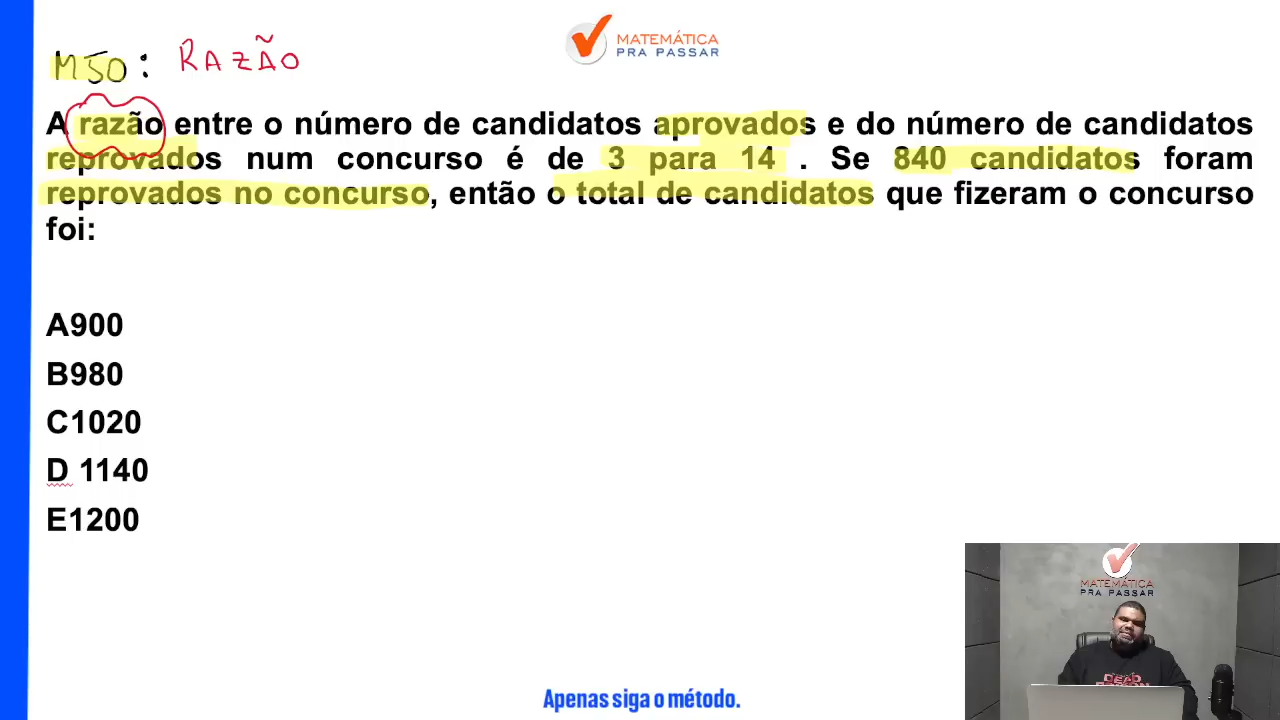 MATEMÁTICA
PRA PASSAR
MJO: RAZÃO
A razão entre o número de candidatos aprovados e do número de candidatos
reprovados num concurso é de 3 para 14 . Se 840 candidatos foram
reprovados no concurso, então o total de candidatos que fizeram o concurso
foi:
A900
B980
C1020
D 1140
E1200
MATEMÁTICA
PRA PASSAR
Apenas siga o método.